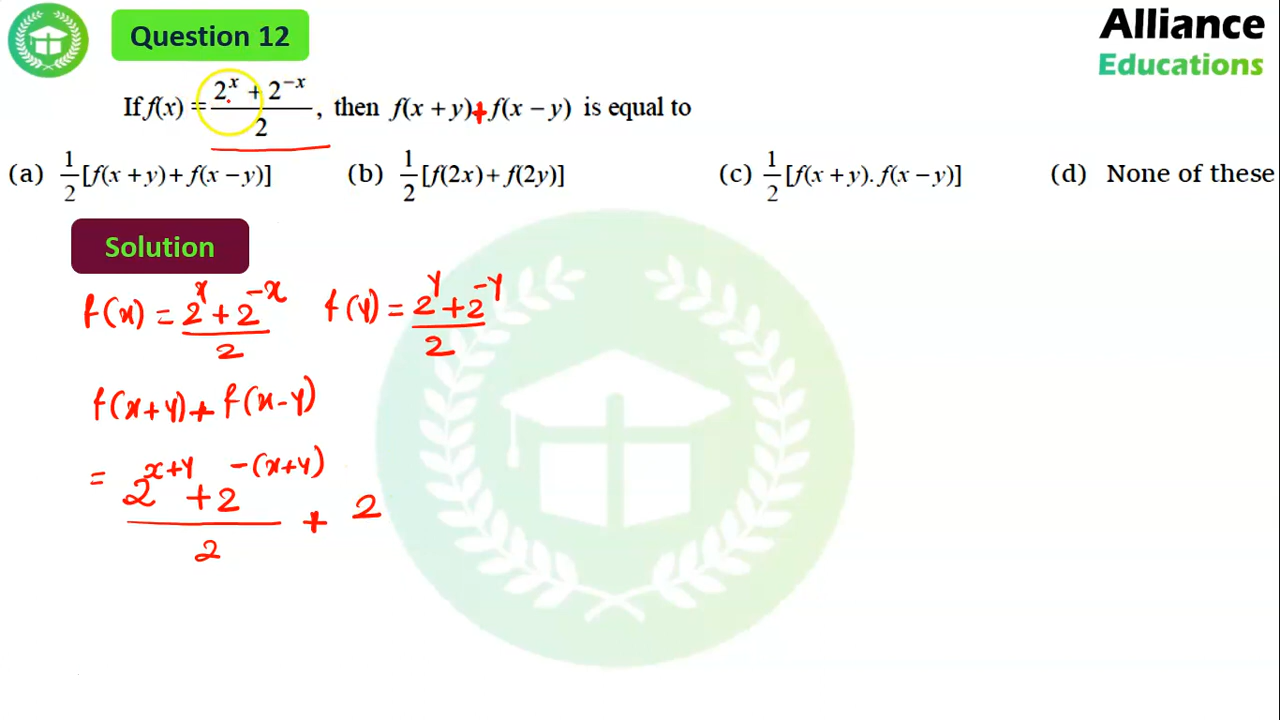 Question 12
Alliance
Educations
If f(x) = (2^x + 2^−x)/2, then f(x + y)+f(x − y) is equal to
(a) 1/2[f(x + y) + f(x − y)] (b) 1/2[f(2x) + f(2y)] (c) 1/2[f(x + y). f(x − y)] (d) None of these
Solution
f(x) = (2^x + 2^−x)/2 f(y) = (2^y + 2^−y)/2
f(x+y) + f(x−y)
= (2^x+y + 2^−(x+y))/2 + 2